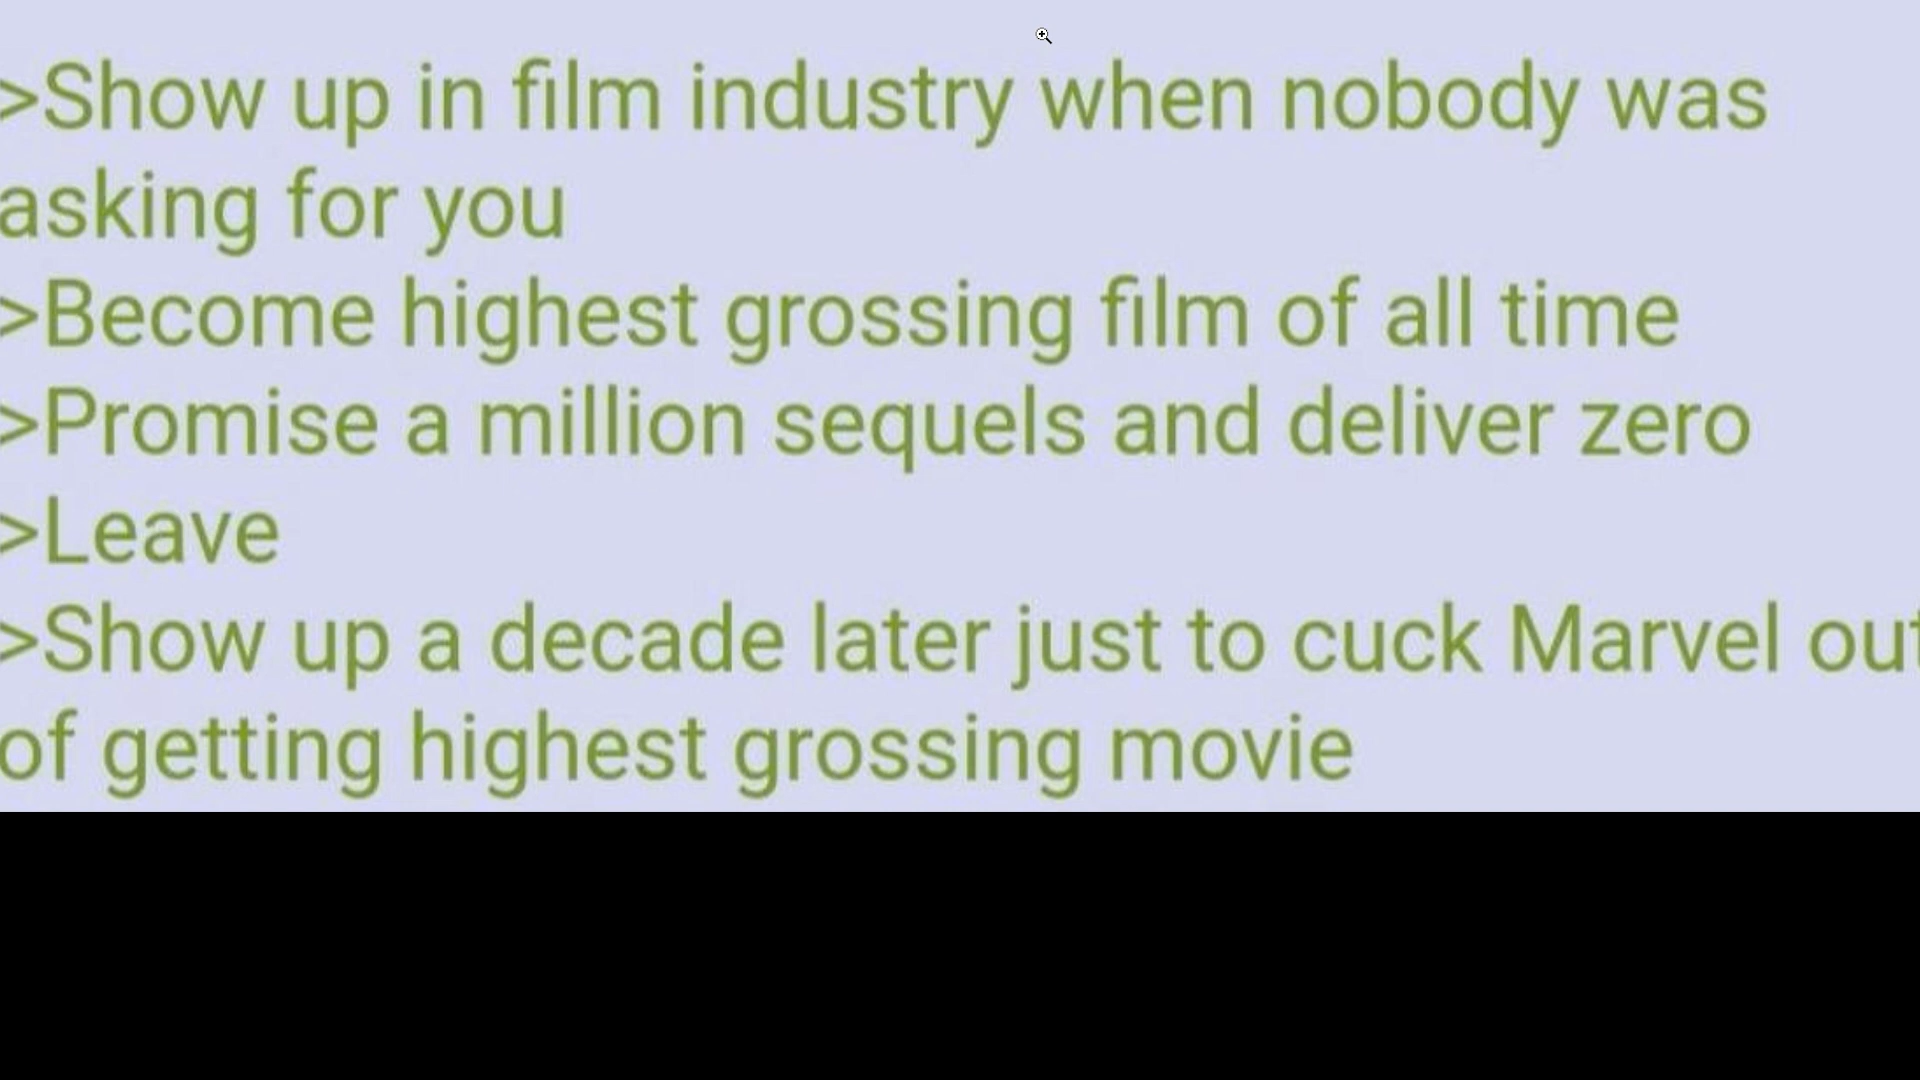 >Show up in film industry when nobody was
asking for you
>Become highest grossing film of all time
>Promise a million sequels and deliver zero
>Leave
>Show up a decade later just to cuck Marvel out
of getting highest grossing movie